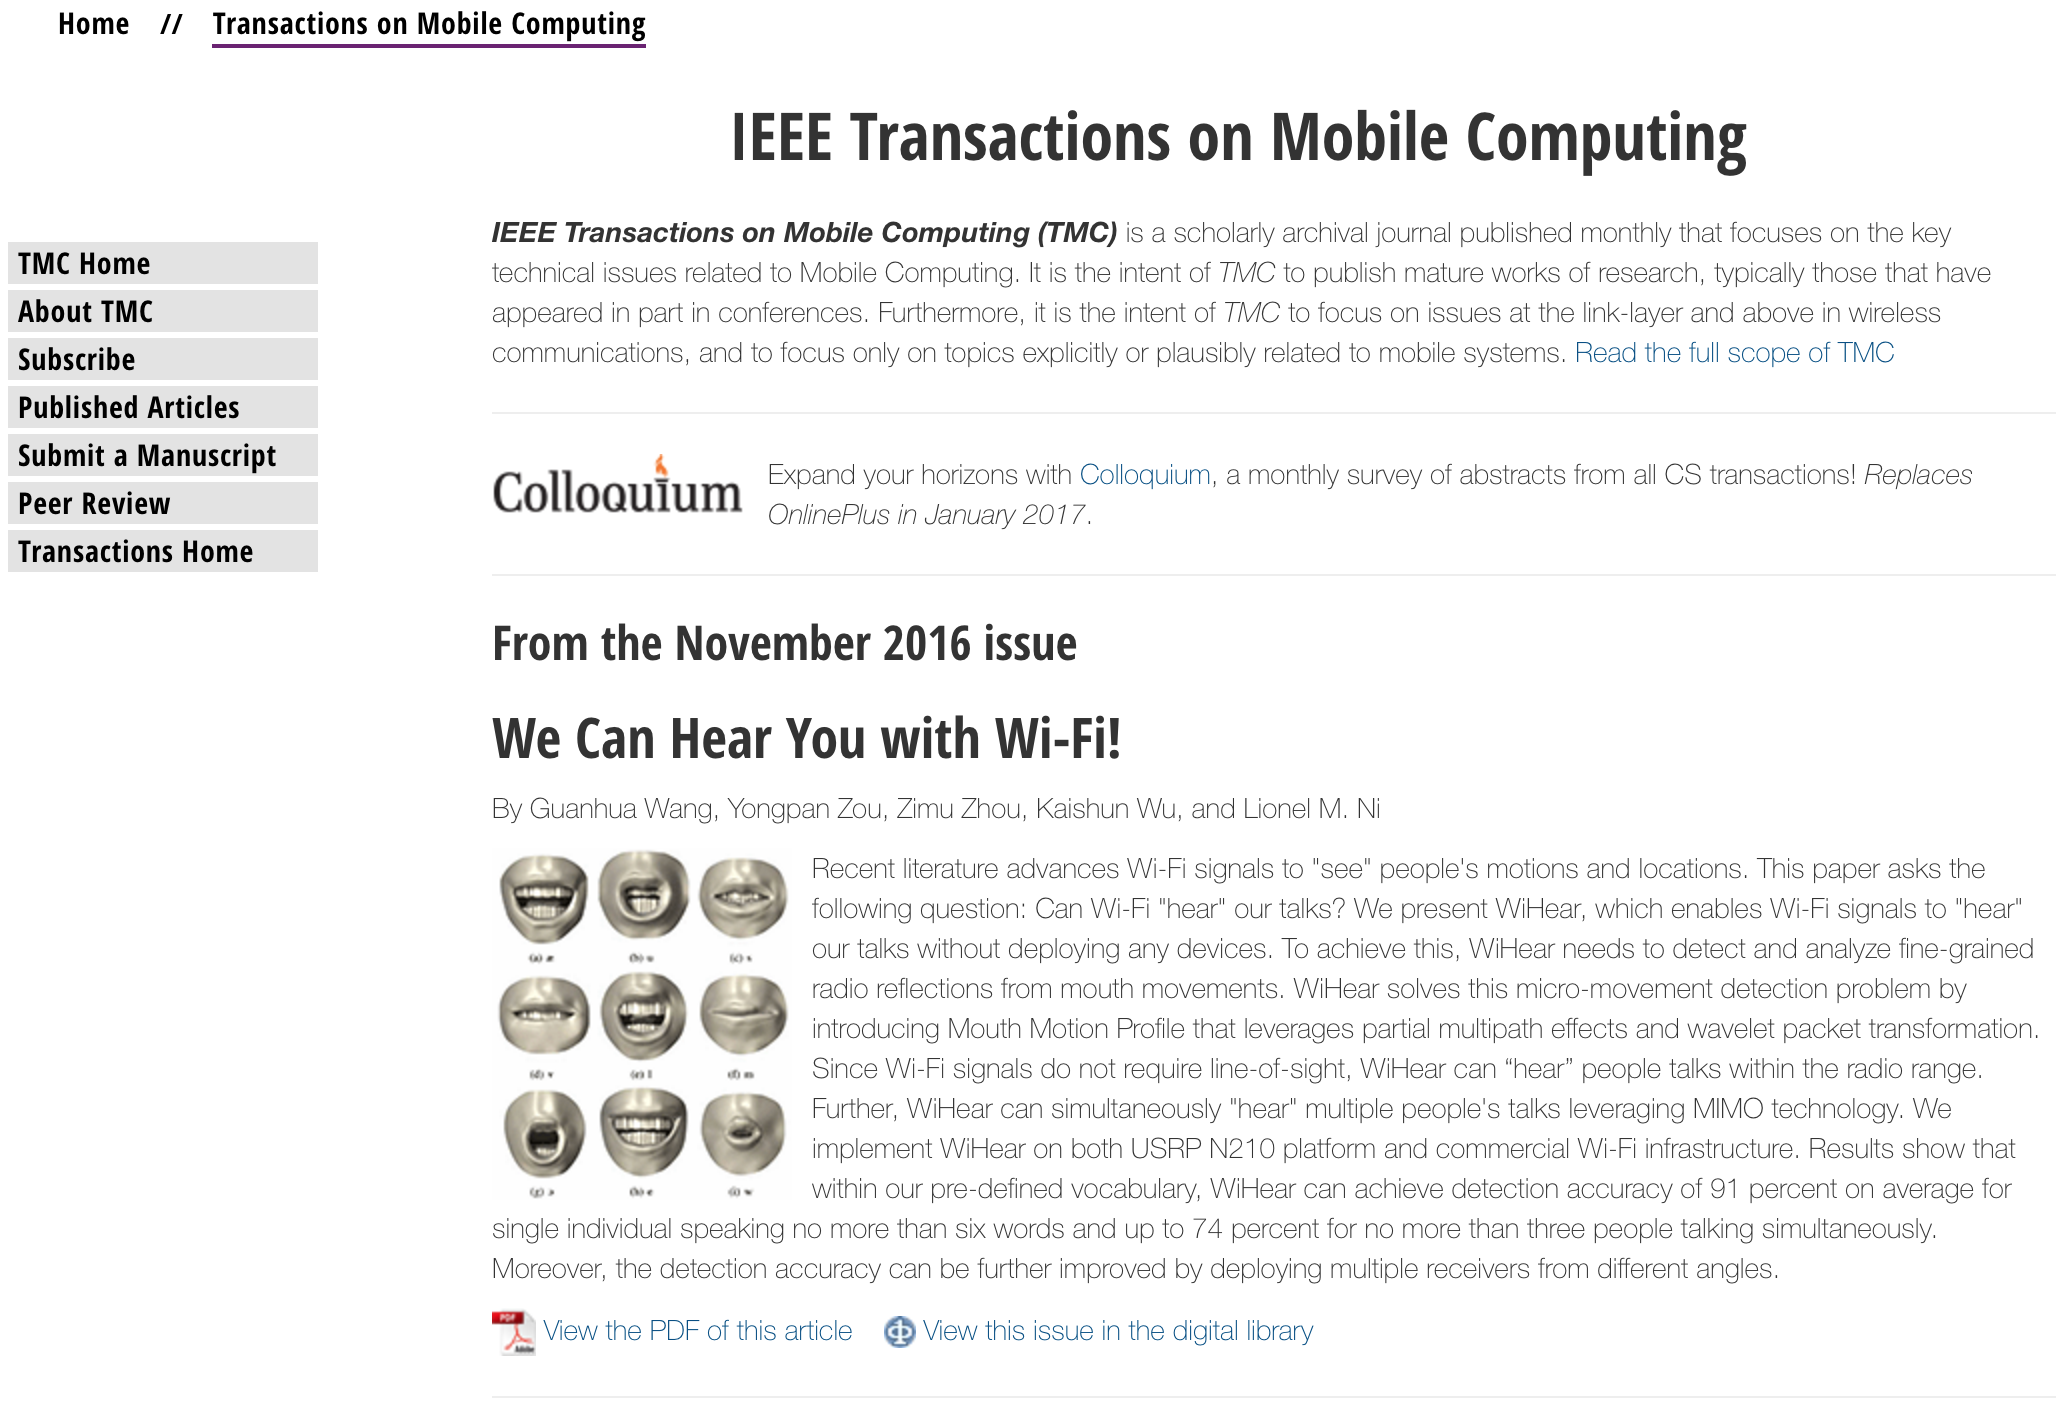 Home // Transactions on Mobile Computing
IEEE Transactions on Mobile Computing
TMC Home
About TMC
Subscribe
Published Articles
Submit a Manuscript
Peer Review
Transactions Home
IEEE Transactions on Mobile Computing (TMC) is a scholarly archival journal published monthly that focuses on the key
technical issues related to Mobile Computing. It is the intent of TMC to publish mature works of research, typically those that have
appeared in part in conferences. Furthermore, it is the intent of TMC to focus on issues at the link-layer and above in wireless
communications, and to focus only on topics explicitly or plausibly related to mobile systems. Read the full scope of TMC
Colloquium
Expand your horizons with Colloquium, a monthly survey of abstracts from all CS transactions! Replaces
OnlinePlus in January 2017.
From the November 2016 issue
We Can Hear You with Wi-Fi!
By Guanhua Wang, Yongpan Zou, Zimu Zhou, Kaishun Wu, and Lionel M. Ni
Recent literature advances Wi-Fi signals to "see" people's motions and locations. This paper asks the
following question: Can Wi-Fi "hear" our talks? We present WiHear, which enables Wi-Fi signals to "hear"
our talks without deploying any devices. To achieve this, WiHear needs to detect and analyze fine-grained
radio reflections from mouth movements. WiHear solves this micro-movement detection problem by
introducing Mouth Motion Profile that leverages partial multipath effects and wavelet packet transformation.
Since Wi-Fi signals do not require line-of-sight, WiHear can “hear” people talks within the radio range.
Further, WiHear can simultaneously "hear" multiple people's talks leveraging MIMO technology. We
implement WiHear on both USRP N210 platform and commercial Wi-Fi infrastructure. Results show that
within our pre-defined vocabulary, WiHear can achieve detection accuracy of 91 percent on average for
single individual speaking no more than six words and up to 74 percent for no more than three people talking simultaneously.
Moreover, the detection accuracy can be further improved by deploying multiple receivers from different angles.
PDF
Adobe
View the PDF of this article View this issue in the digital library